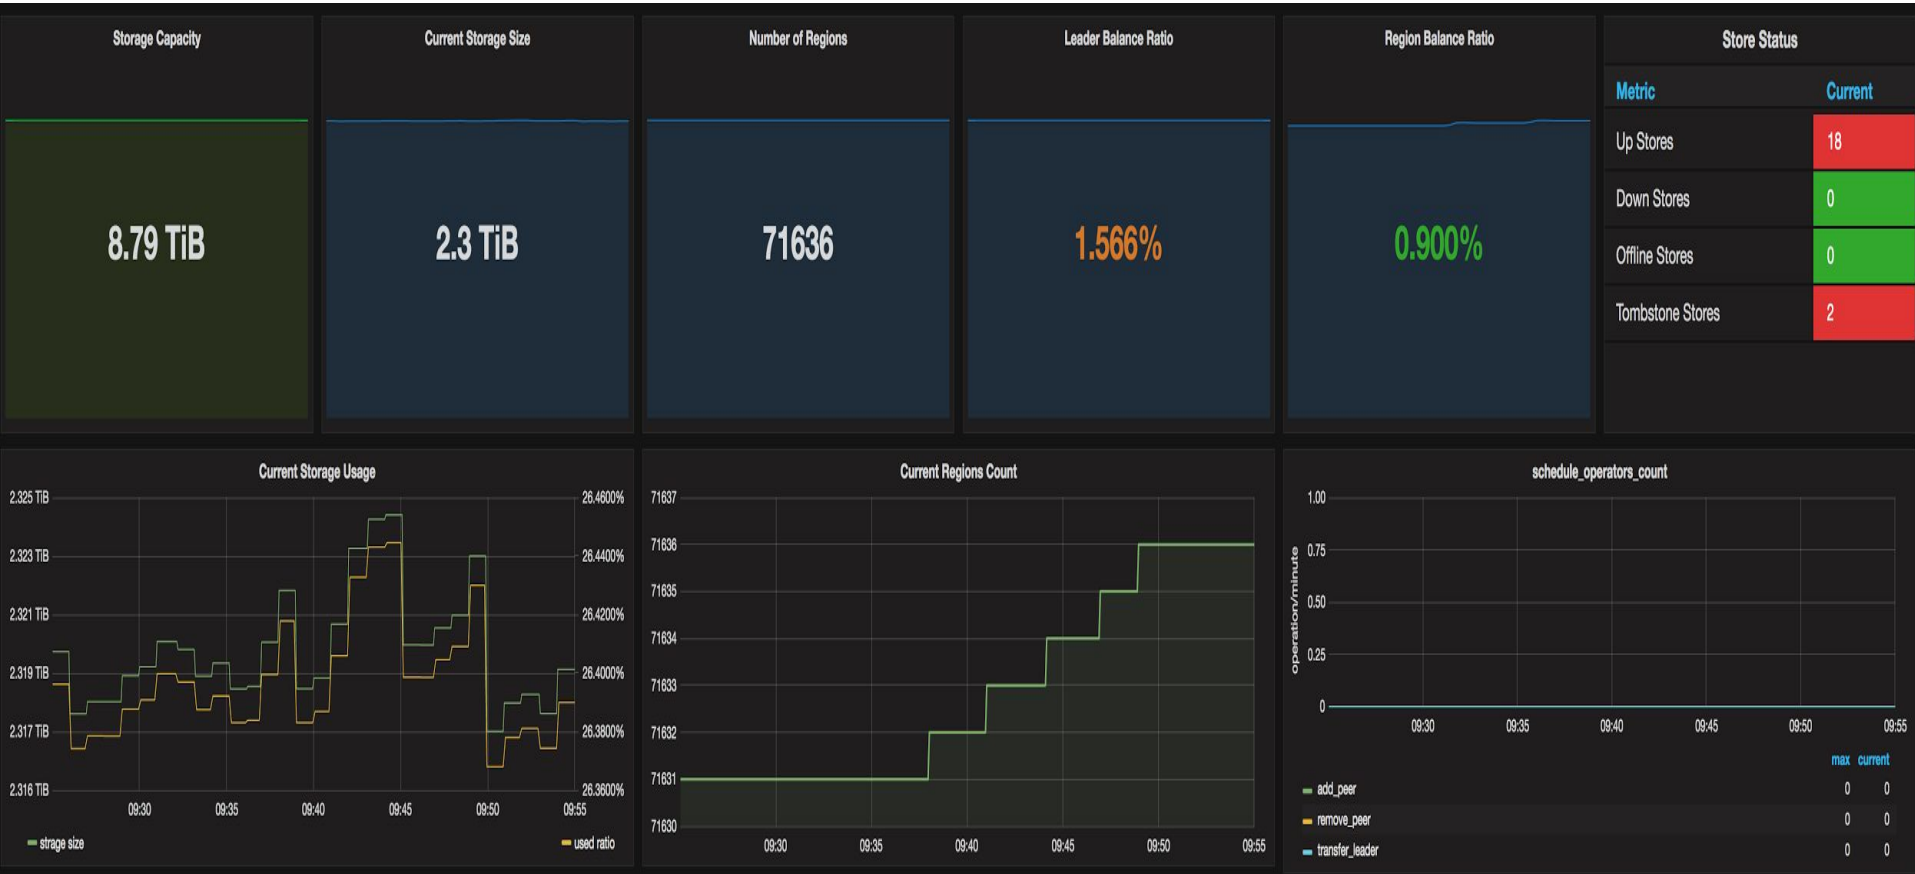 Storage Capacity
8.79 TiB
Current Storage Size
2.3 TiB
Number of Regions
71636
Leader Balance Ratio
1.566%
Region Balance Ratio
0.900%
Store Status
Metric Current
Up Stores 18
Down Stores 0
Offline Stores 0
Tombstone Stores 2
Current Storage Usage
2.325 TiB 26.4600%
2.323 TiB 26.4400%
2.321 TiB 26.4200%
2.319 TiB 26.4000%
2.317 TiB 26.3800%
2.316 TiB 26.3600%
09:30 09:35 09:40 09:45 09:50 09:55
strage size used ratio
Current Regions Count
71637
71636
71635
71634
71633
71632
71631
71630
09:30 09:35 09:40 09:45 09:50 09:55
schedule_operators_count
operation/minute
1.00
0.75
0.50
0.25
0
09:30 09:35 09:40 09:45 09:50 09:55
max current
add_peer 0 0
remove_peer 0 0
transfer_leader 0 0